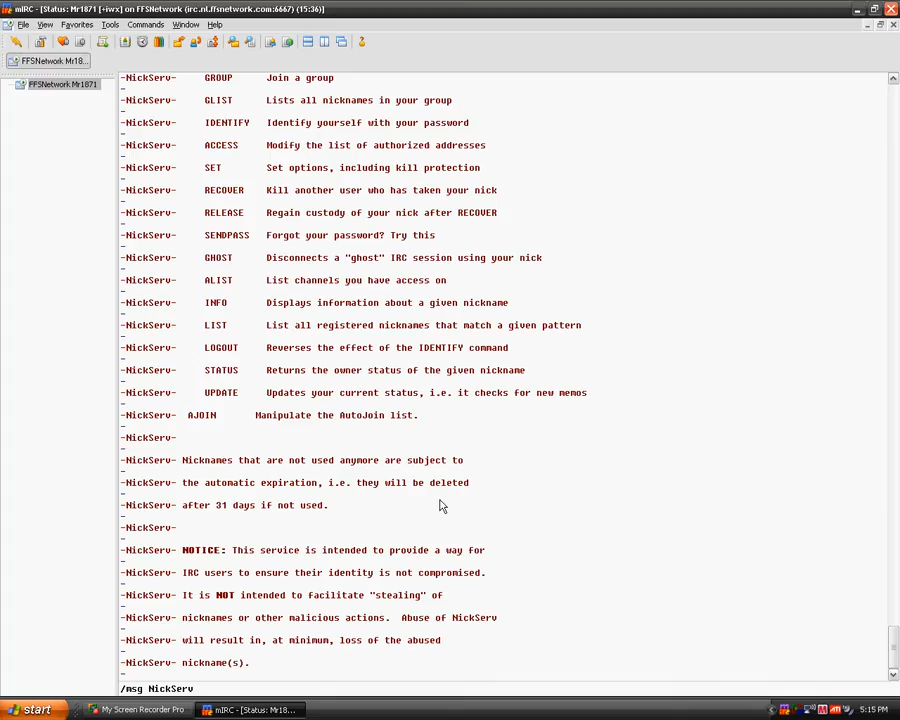 mIRC - [Status: Mr1871 [+iwx] on FFSNetwork (irc.nl.ffsnetwork.com:6667) (15:36)]
File View Favorites Tools Commands Window Help
FFSNetwork Mr18...
FFSNetwork Mr1871
-NickServ- GROUP Join a group
-
-NickServ- GLIST Lists all nicknames in your group
-
-NickServ- IDENTIFY Identify yourself with your password
-
-NickServ- ACCESS Modify the list of authorized addresses
-
-NickServ- SET Set options, including kill protection
-
-NickServ- RECOVER Kill another user who has taken your nick
-
-NickServ- RELEASE Regain custody of your nick after RECOVER
-
-NickServ- SENDPASS Forgot your password? Try this
-
-NickServ- GHOST Disconnects a "ghost" IRC session using your nick
-
-NickServ- ALIST List channels you have access on
-
-NickServ- INFO Displays information about a given nickname
-
-NickServ- LIST List all registered nicknames that match a given pattern
-
-NickServ- LOGOUT Reverses the effect of the IDENTIFY command
-
-NickServ- STATUS Returns the owner status of the given nickname
-
-NickServ- UPDATE Updates your current status, i.e. it checks for new memos
-
-NickServ- AJOIN Manipulate the AutoJoin list.
-
-NickServ-
-
-NickServ- Nicknames that are not used anymore are subject to
-
-NickServ- the automatic expiration, i.e. they will be deleted
-
-NickServ- after 31 days if not used.
-
-NickServ-
-
-NickServ- NOTICE: This service is intended to provide a way for
-
-NickServ- IRC users to ensure their identity is not compromised.
-
-NickServ- It is NOT intended to facilitate "stealing" of
-
-NickServ- nicknames or other malicious actions. Abuse of NickServ
-
-NickServ- will result in, at minimum, loss of the abused
-
-NickServ- nickname(s).
-
/msg NickServ
start My Screen Recorder Pro mIRC - [Status: Mr18... 5:15 PM